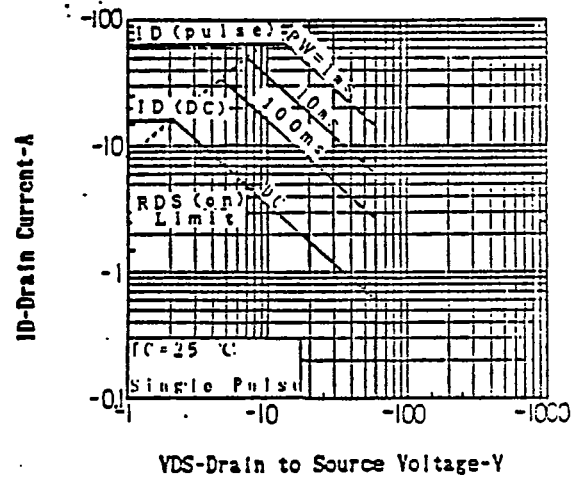 -100
ID(pulse)
PW=1mS
10mS
100mS
ID(DC)
-10
DC
RDS(on)
Limit
-1
TC=25 ℃
Single Pulse
-0.1
-1 -10 -100 -1000
ID-Drain Current-A
VDS-Drain to Source Voltage-V